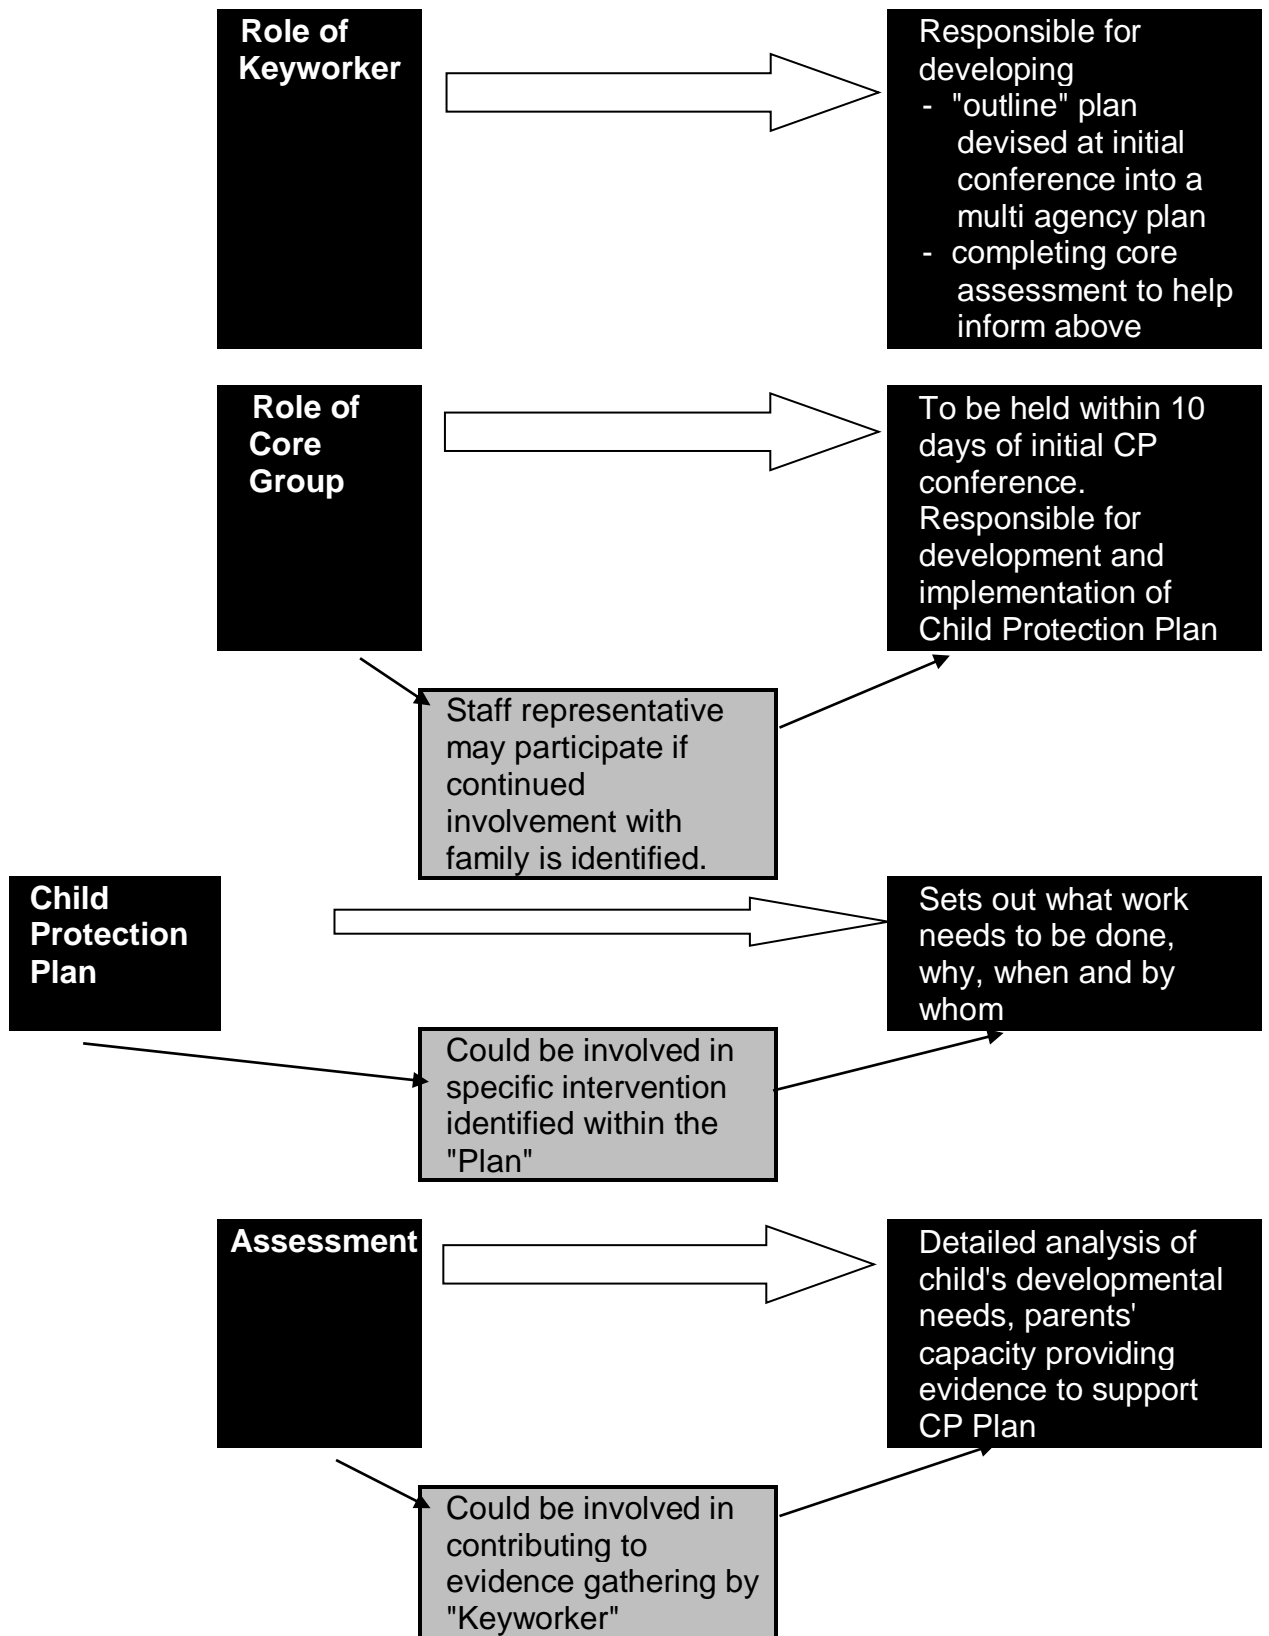 Role of
Keyworker
Responsible for
developing
- "outline" plan
devised at initial
conference into a
multi agency plan
- completing core
assessment to help
inform above
Role of
Core
Group
To be held within 10
days of initial CP
conference.
Responsible for
development and
implementation of
Child Protection Plan
Staff representative
may participate if
continued
involvement with
family is identified.
Child
Protection
Plan
Sets out what work
needs to be done,
why, when and by
whom
Could be involved in
specific intervention
identified within the
"Plan"
Assessment
Detailed analysis of
child's developmental
needs, parents'
capacity providing
evidence to support
CP Plan
Could be involved in
contributing to
evidence gathering by
"Keyworker"